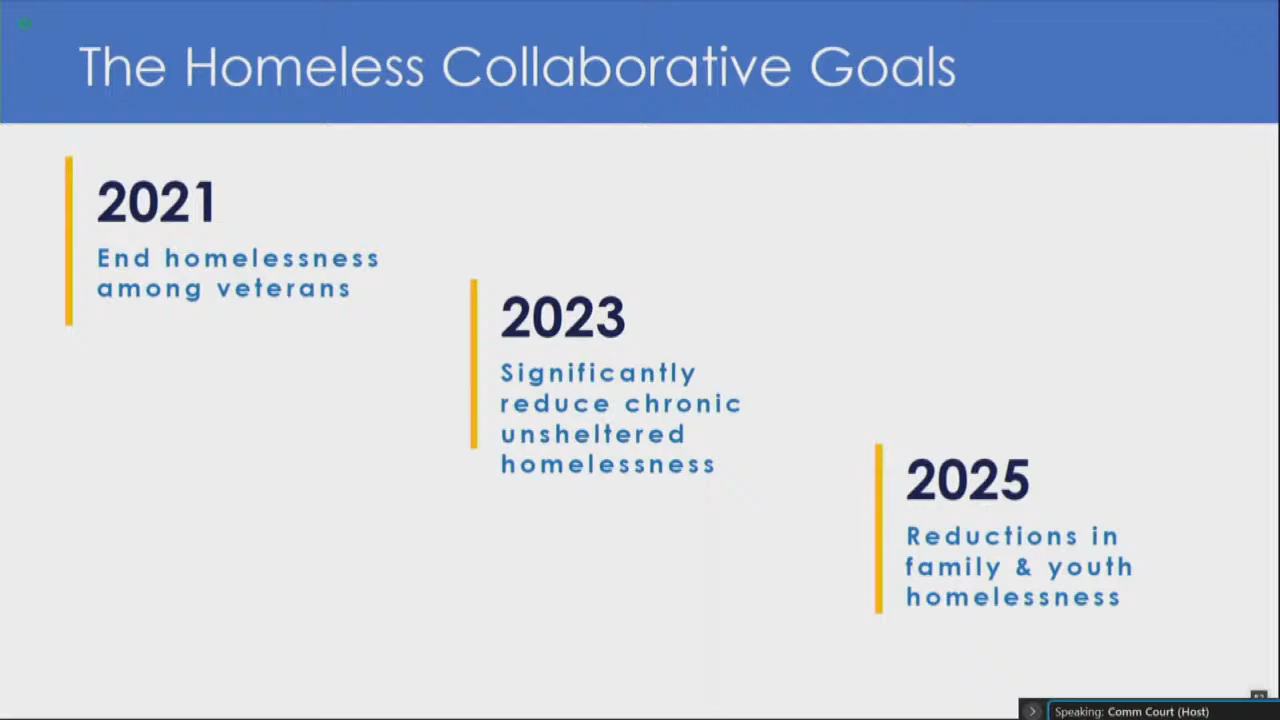 The Homeless Collaborative Goals
2021
End homelessness
among veterans
2023
Significantly
reduce chronic
unsheltered
homelessness
2025
Reductions in
family & youth
homelessness
Speaking: Comm Court (Host)